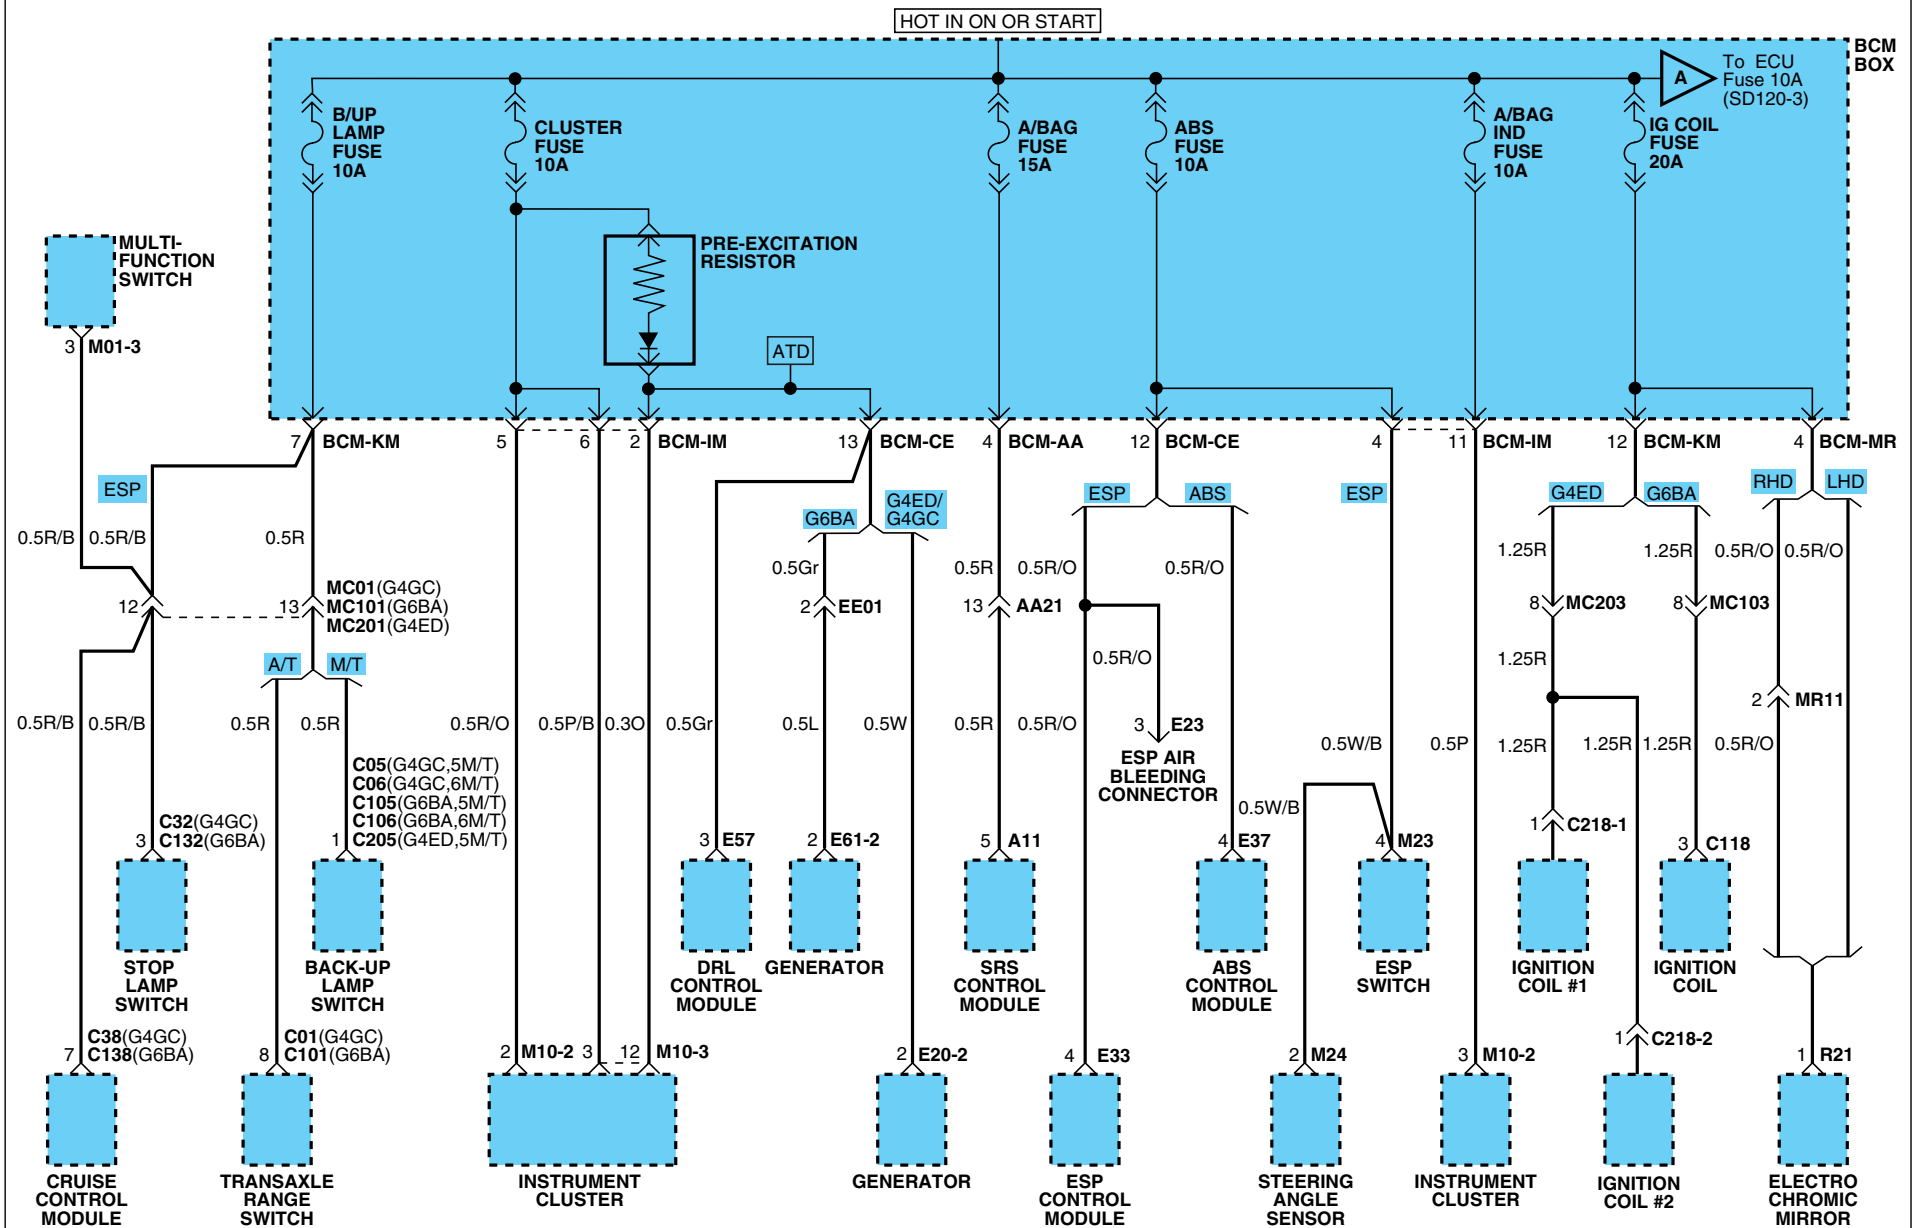 HOT IN ON OR START
BCM
BOX
A
To ECU
Fuse 10A
(SD120-3)
B/UP
LAMP
FUSE
10A
CLUSTER
FUSE
10A
A/BAG
FUSE
15A
ABS
FUSE
10A
A/BAG
IND
FUSE
10A
IG COIL
FUSE
20A
MULTI-
FUNCTION
SWITCH
PRE-EXCITATION
RESISTOR
ATD
3 M01-3
7 BCM-KM
5
6
2 BCM-IM
13 BCM-CE
4 BCM-AA
12 BCM-CE
4
11 BCM-IM
12 BCM-KM
4 BCM-MR
ESP
G6BA
G4ED/
G4GC
ESP
ABS
ESP
G4ED
G6BA
RHD
LHD
0.5R/B
0.5R/B
0.5R
0.5Gr
0.5R
0.5R/O
0.5R/O
1.25R
1.25R
0.5R/O
0.5R/O
12
13
MC01(G4GC)
MC101(G6BA)
MC201(G4ED)
2 EE01
13 AA21
8 MC203
8 MC103
A/T
M/T
0.5R/O
1.25R
2 MR11
0.5R/B
0.5R/B
0.5R
0.5R
0.5R/O
0.5P/B
0.3O
0.5Gr
0.5L
0.5W
0.5R
0.5R/O
3 E23
ESP AIR
BLEEDING
CONNECTOR
0.5W/B
0.5P
1.25R
1.25R
1.25R
0.5R/O
C05(G4GC,5M/T)
C06(G4GC,6M/T)
C105(G6BA,5M/T)
C106(G6BA,6M/T)
1 C205(G4ED,5M/T)
C32(G4GC)
3 C132(G6BA)
0.5W/B
3 E57
2 E61-2
5 A11
4 E37
4 M23
1 C218-1
3 C118
STOP
LAMP
SWITCH
BACK-UP
LAMP
SWITCH
DRL
CONTROL
MODULE
GENERATOR
SRS
CONTROL
MODULE
ABS
CONTROL
MODULE
ESP
SWITCH
IGNITION
COIL #1
IGNITION
COIL
C38(G4GC)
7 C138(G6BA)
C01(G4GC)
8 C101(G6BA)
2 M10-2
3
12 M10-3
2 E20-2
4 E33
2 M24
3 M10-2
1 C218-2
1 R21
CRUISE
CONTROL
MODULE
TRANSAXLE
RANGE
SWITCH
INSTRUMENT
CLUSTER
GENERATOR
ESP
CONTROL
MODULE
STEERING
ANGLE
SENSOR
INSTRUMENT
CLUSTER
IGNITION
COIL #2
ELECTRO
CHROMIC
MIRROR